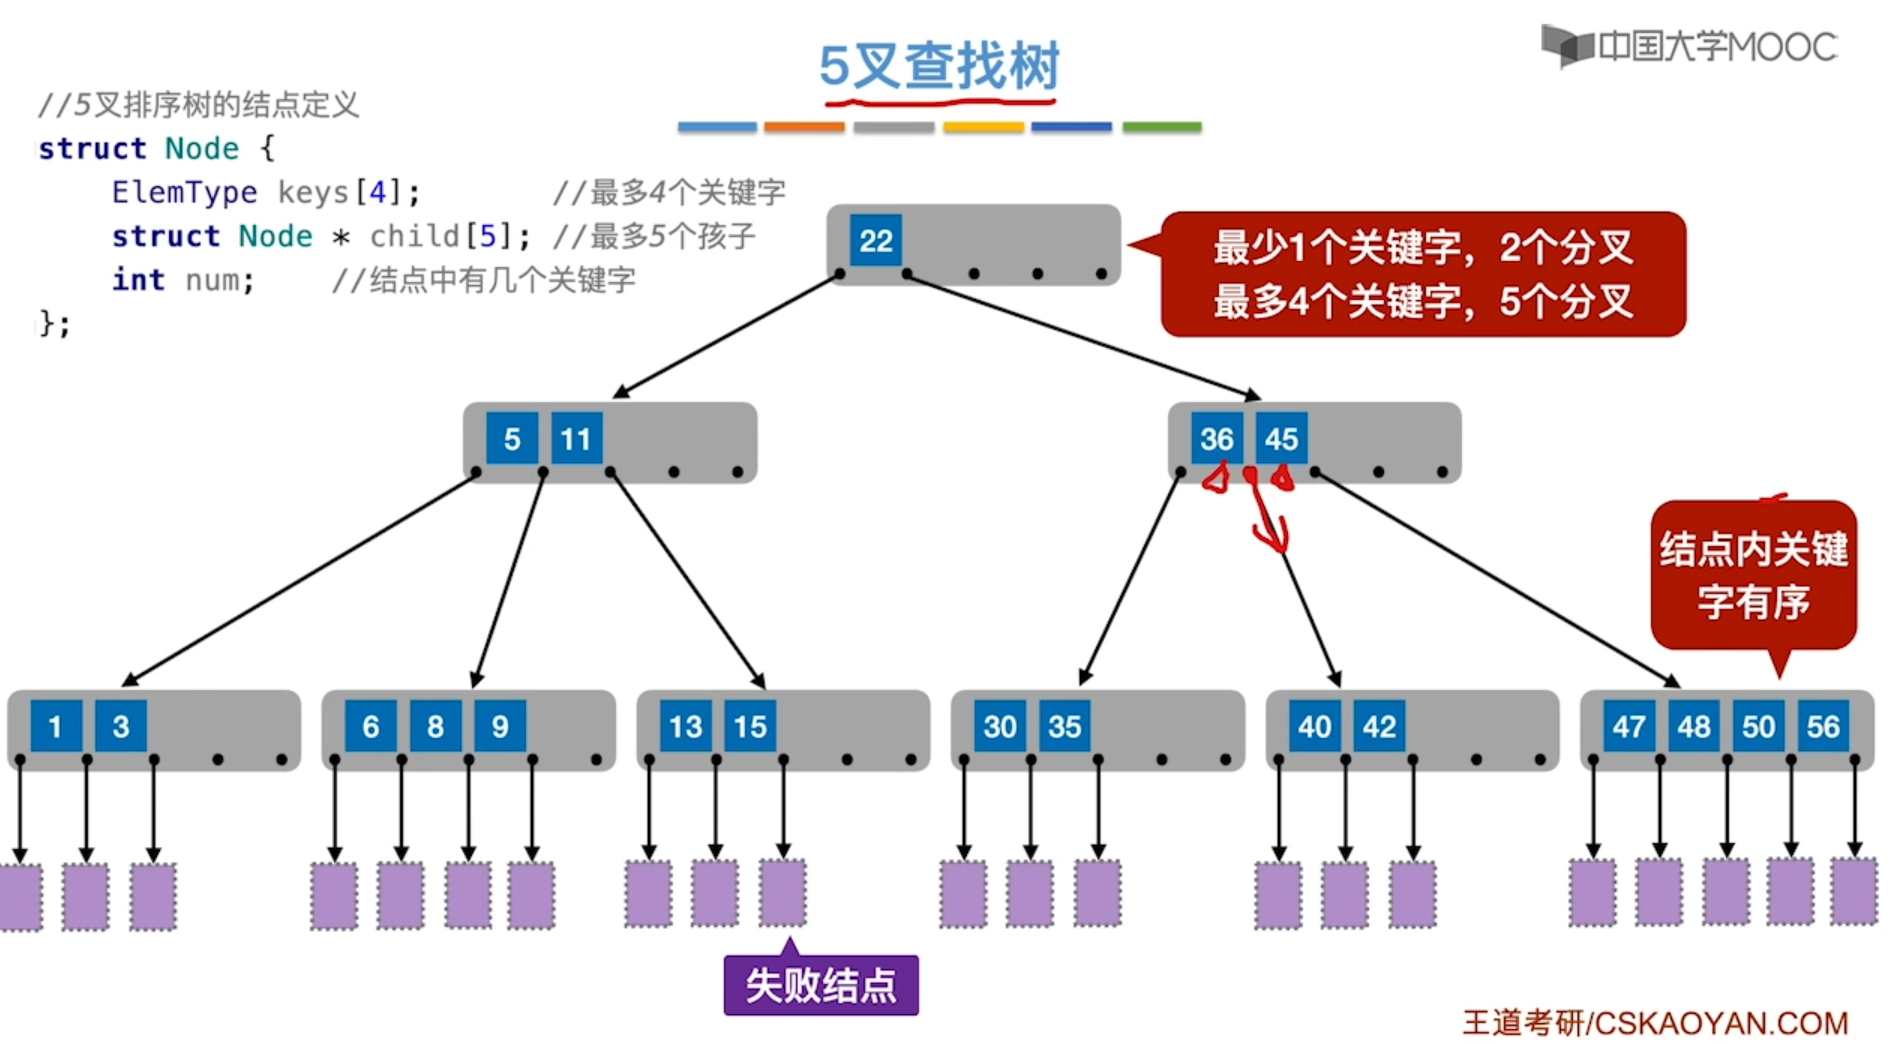 中国大学MOOC
5叉查找树
//5叉排序树的结点定义
struct Node {
ElemType keys[4]; //最多4个关键字
struct Node * child[5]; //最多5个孩子
int num; //结点中有几个关键字
};
22
最少1个关键字，2个分叉
最多4个关键字，5个分叉
5 11
36 45
结点内关键
字有序
1 3
6 8 9
13 15
30 35
40 42
47 48 50 56
失败结点
王道考研/CSKAOYAN.COM